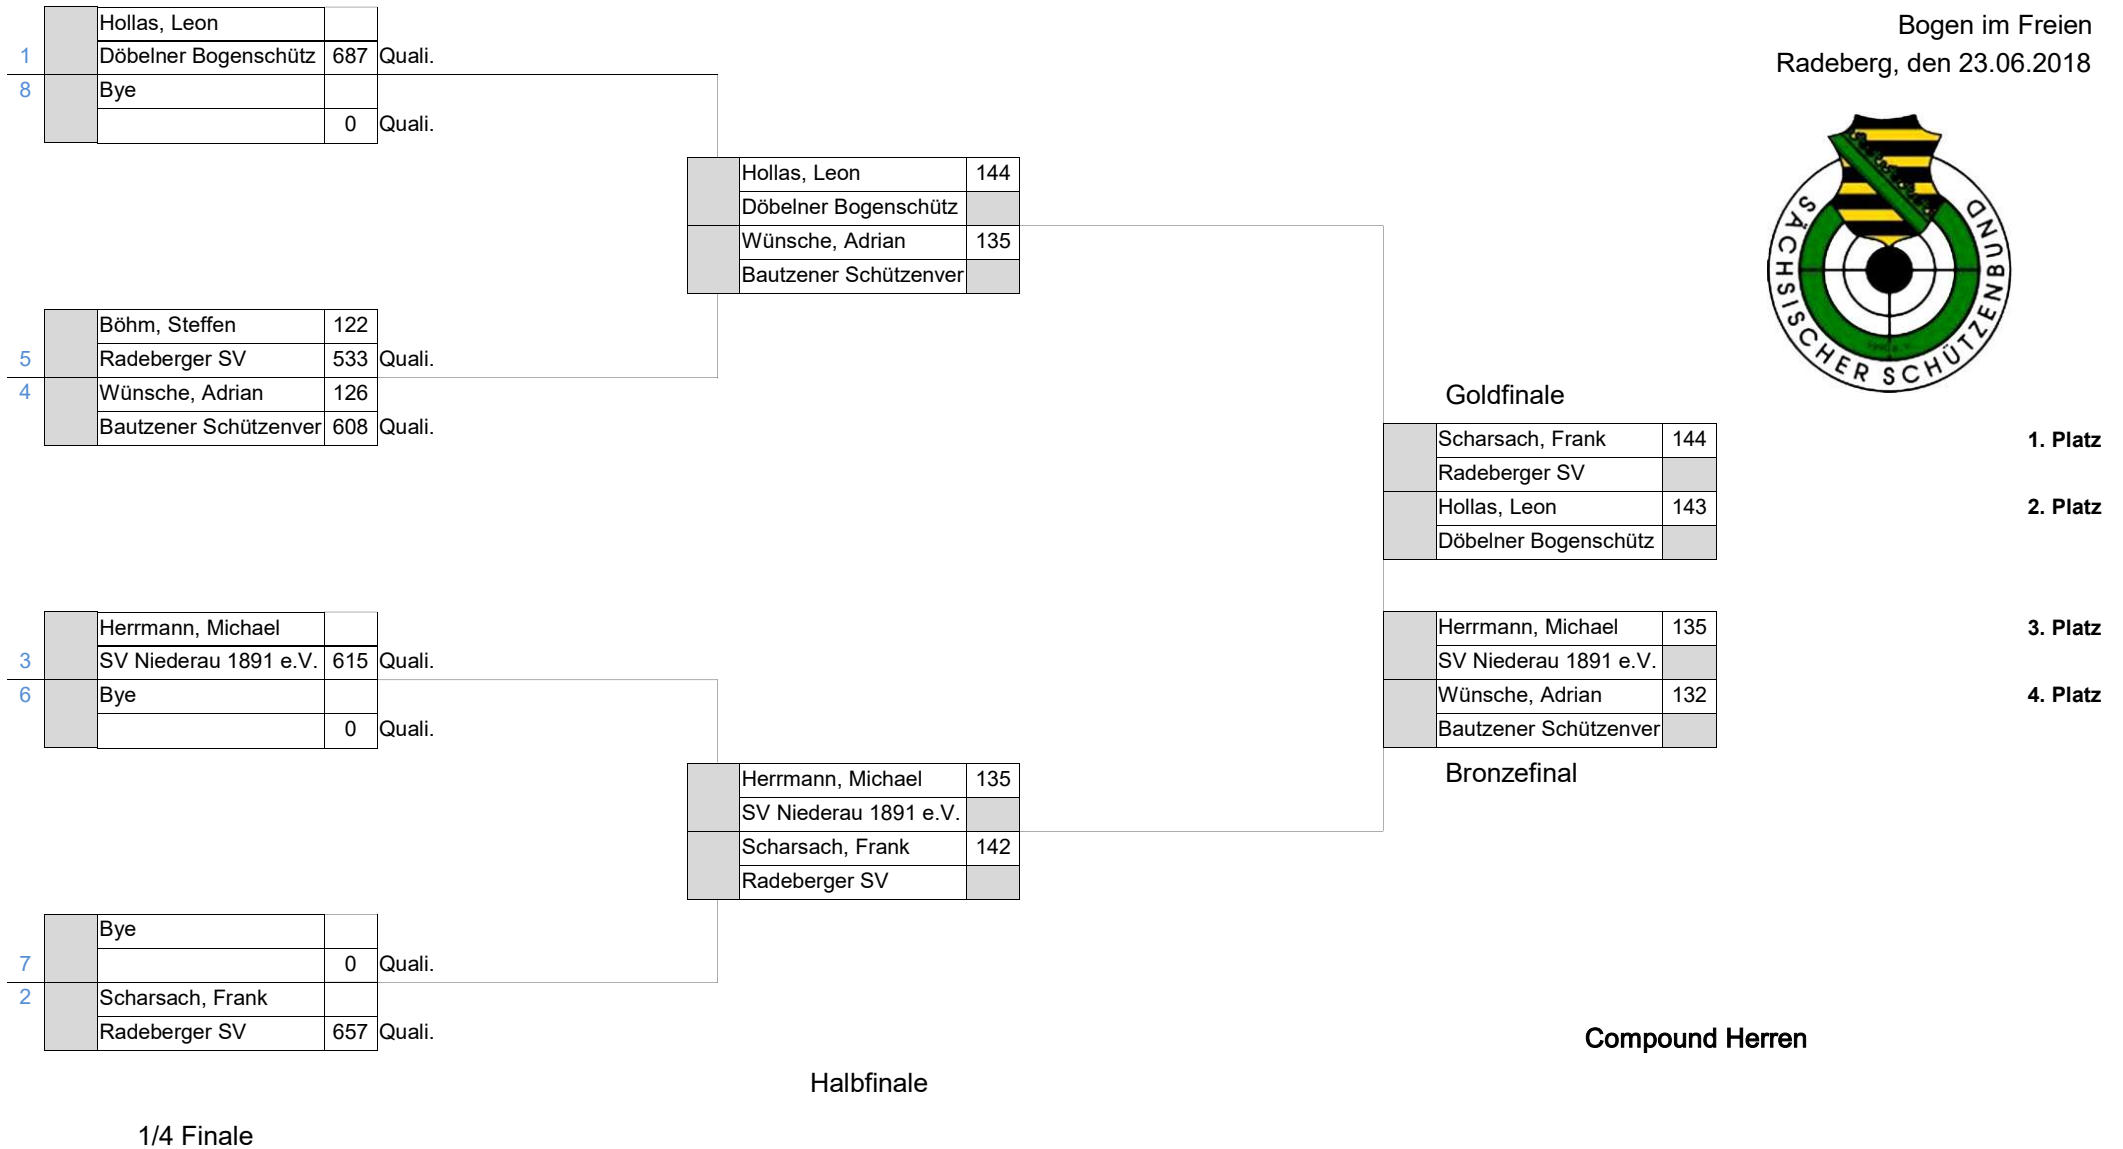 Bogen im Freien
Radeberg, den 23.06.2018
SÄCHSISCHER SCHÜTZENBUND
Hollas, Leon
1 Döbelner Bogenschütz 687 Quali.
8 Bye
0 Quali.
Hollas, Leon 144
Döbelner Bogenschütz
Wünsche, Adrian 135
Bautzener Schützenver
Böhm, Steffen 122
5 Radeberger SV 533 Quali.
4 Wünsche, Adrian 126
Bautzener Schützenver 608 Quali.
Goldfinale
Scharsach, Frank 144 1. Platz
Radeberger SV
Hollas, Leon 143 2. Platz
Döbelner Bogenschütz
Herrmann, Michael
3 SV Niederau 1891 e.V. 615 Quali.
6 Bye
0 Quali.
Herrmann, Michael 135 3. Platz
SV Niederau 1891 e.V.
Wünsche, Adrian 132 4. Platz
Bautzener Schützenver
Bronzefinal
Herrmann, Michael 135
SV Niederau 1891 e.V.
Scharsach, Frank 142
Radeberger SV
Bye
7 0 Quali.
2 Scharsach, Frank
Radeberger SV 657 Quali.
Compound Herren
Halbfinale
1/4 Finale